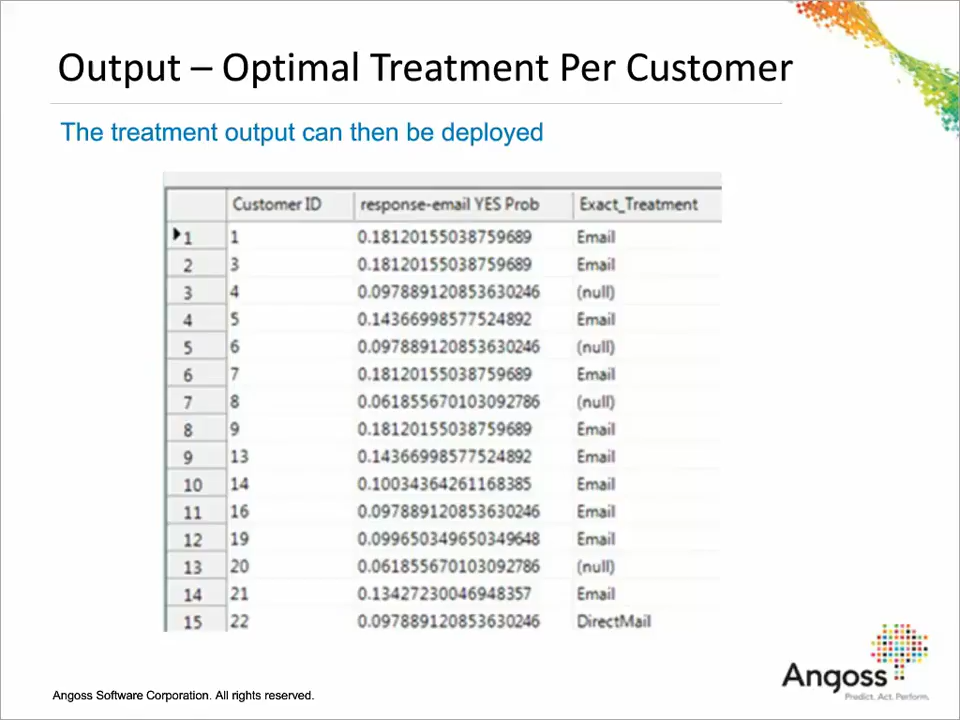 Output – Optimal Treatment Per Customer
The treatment output can then be deployed
Customer ID response-email YES Prob Exact_Treatment
1 1 0.18120155038759689 Email
2 3 0.18120155038759689 Email
3 4 0.097889120853630246 (null)
4 5 0.14366998577524892 Email
5 6 0.097889120853630246 (null)
6 7 0.18120155038759689 Email
7 8 0.061855670103092786 (null)
8 9 0.18120155038759689 Email
9 13 0.14366998577524892 Email
10 14 0.10034364261168385 Email
11 16 0.097889120853630246 Email
12 19 0.099650349650349648 Email
13 20 0.061855670103092786 (null)
14 21 0.13427230046948357 Email
15 22 0.097889120853630246 DirectMail
Angoss
Predict. Act. Perform.
Angoss Software Corporation. All rights reserved.